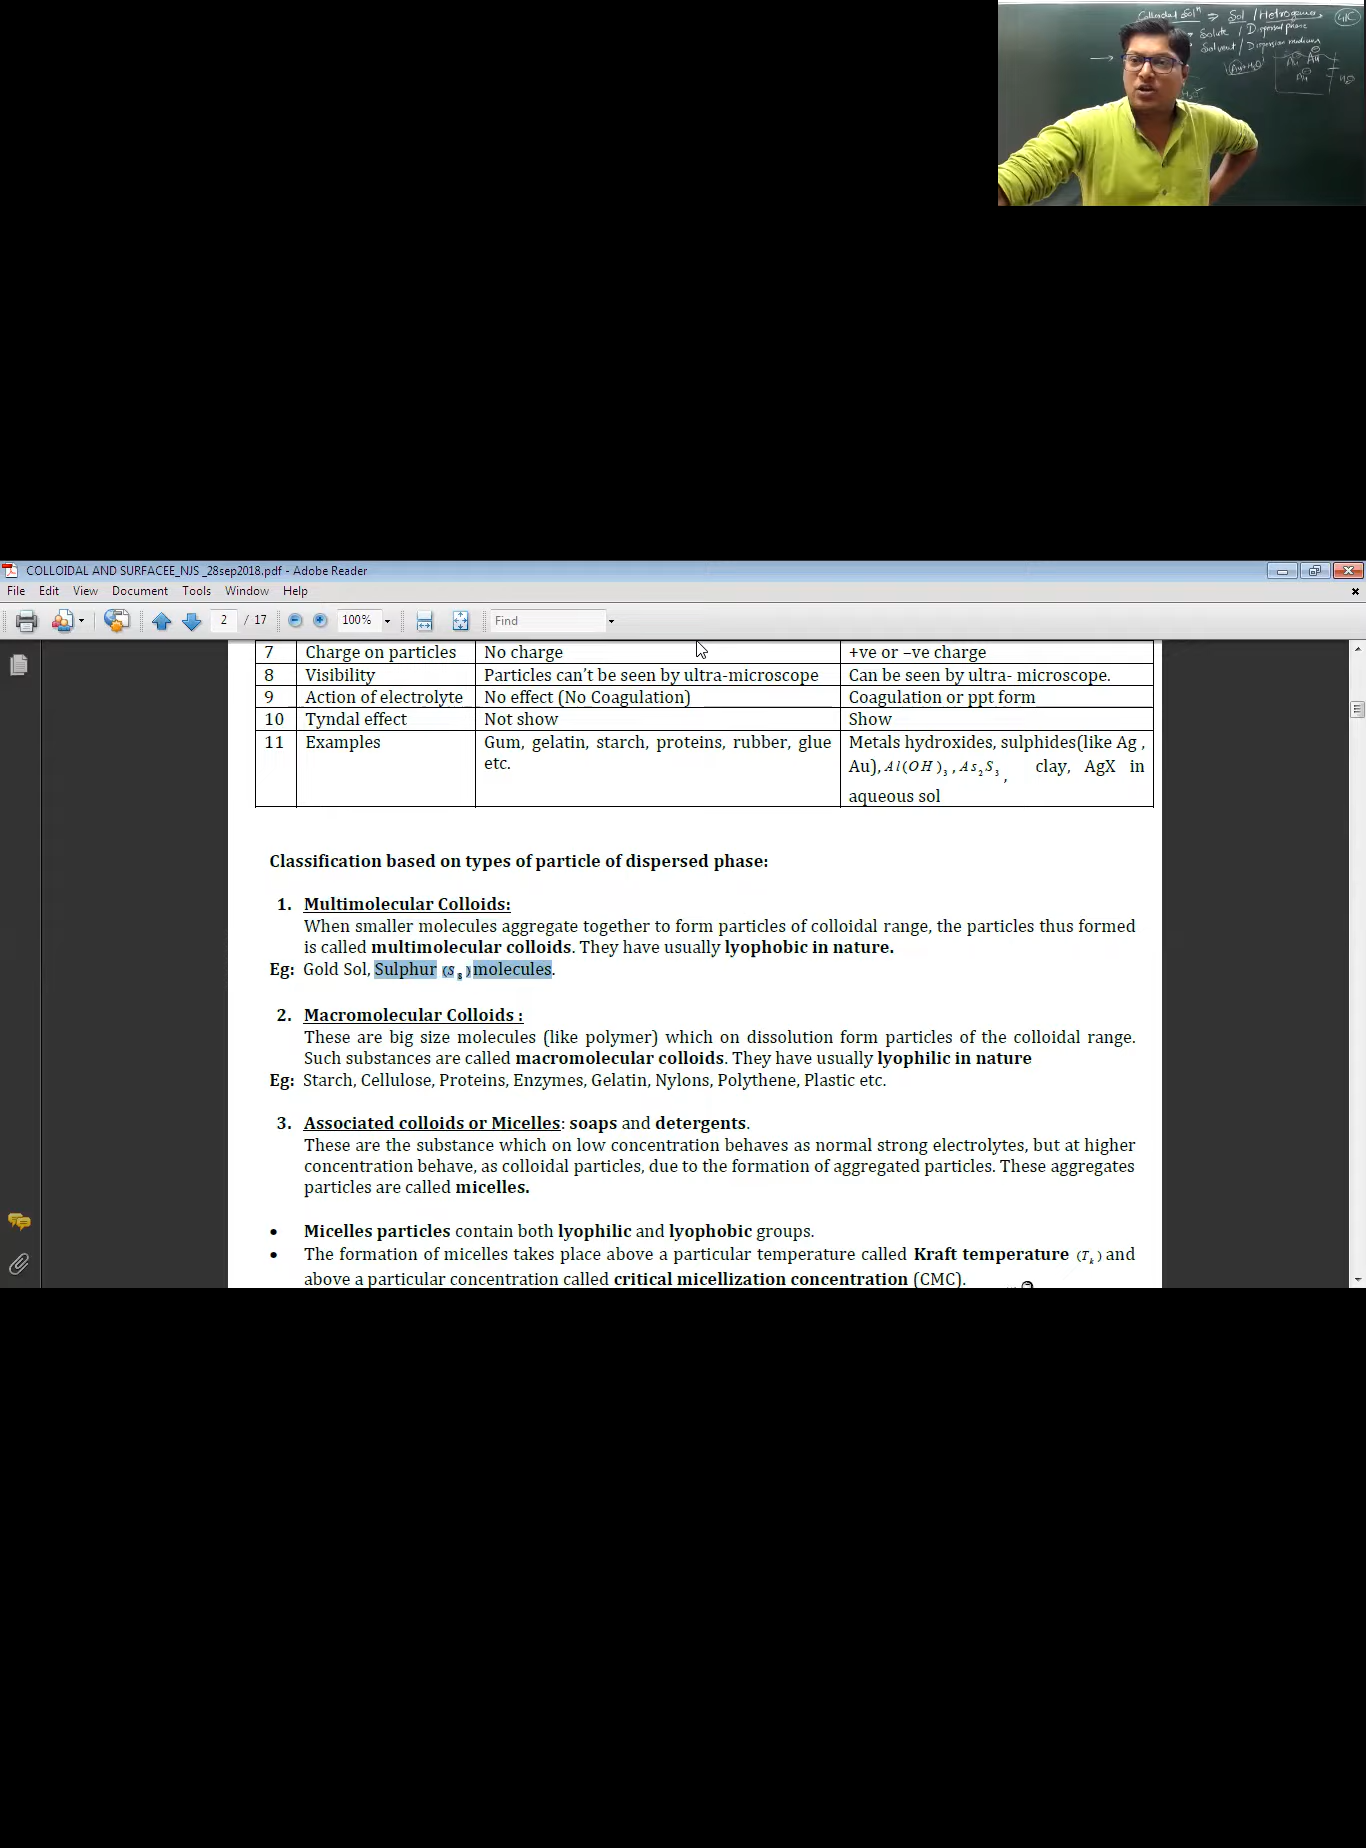 Colloidal Solⁿ ⇒ Sol / Hetrogenous
Solute / Dispersed phase
Solvent / Dispersion medium
Au Au
Au
H₂O
COLLOIDAL AND SURFACEE_NJS _28sep2018.pdf - Adobe Reader
File Edit View Document Tools Window Help
2 / 17 100% Find
7 Charge on particles No charge +ve or –ve charge
8 Visibility Particles can’t be seen by ultra-microscope Can be seen by ultra- microscope.
9 Action of electrolyte No effect (No Coagulation) Coagulation or ppt form
10 Tyndal effect Not show Show
11 Examples Gum, gelatin, starch, proteins, rubber, glue Metals hydroxides, sulphides(like Ag ,
etc. Au), Al(OH)₃ , As₂S₃ , clay, AgX in
aqueous sol
Classification based on types of particle of dispersed phase:
1. Multimolecular Colloids:
When smaller molecules aggregate together to form particles of colloidal range, the particles thus formed
is called multimolecular colloids. They have usually lyophobic in nature.
Eg: Gold Sol, Sulphur (S₈) molecules.
2. Macromolecular Colloids :
These are big size molecules (like polymer) which on dissolution form particles of the colloidal range.
Such substances are called macromolecular colloids. They have usually lyophilic in nature
Eg: Starch, Cellulose, Proteins, Enzymes, Gelatin, Nylons, Polythene, Plastic etc.
3. Associated colloids or Micelles: soaps and detergents.
These are the substance which on low concentration behaves as normal strong electrolytes, but at higher
concentration behave, as colloidal particles, due to the formation of aggregated particles. These aggregates
particles are called micelles.
• Micelles particles contain both lyophilic and lyophobic groups.
• The formation of micelles takes place above a particular temperature called Kraft temperature (Tₖ) and
above a particular concentration called critical micellization concentration (CMC).